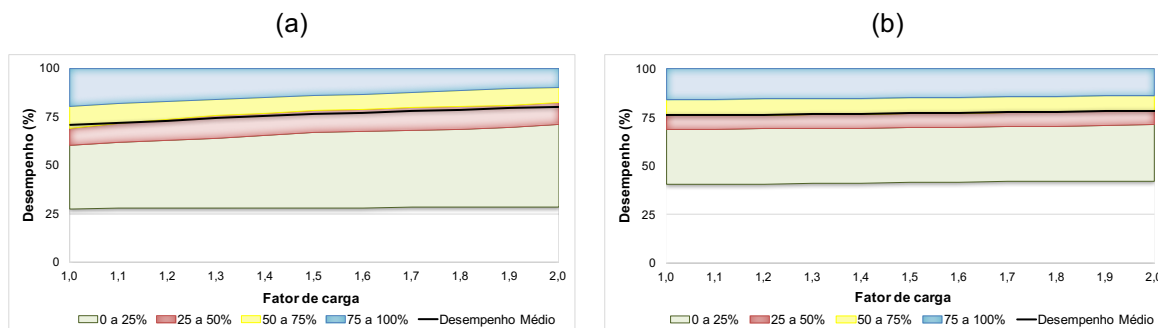 (a)
100
75
50
25
0
Desempenho (%)
1,0 1,1 1,2 1,3 1,4 1,5 1,6 1,7 1,8 1,9 2,0
Fator de carga
0 a 25% 25 a 50% 50 a 75% 75 a 100% Desempenho Médio
(b)
100
75
50
25
0
Desempenho (%)
1,0 1,1 1,2 1,3 1,4 1,5 1,6 1,7 1,8 1,9 2,0
Fator de carga
0 a 25% 25 a 50% 50 a 75% 75 a 100% Desempenho Médio